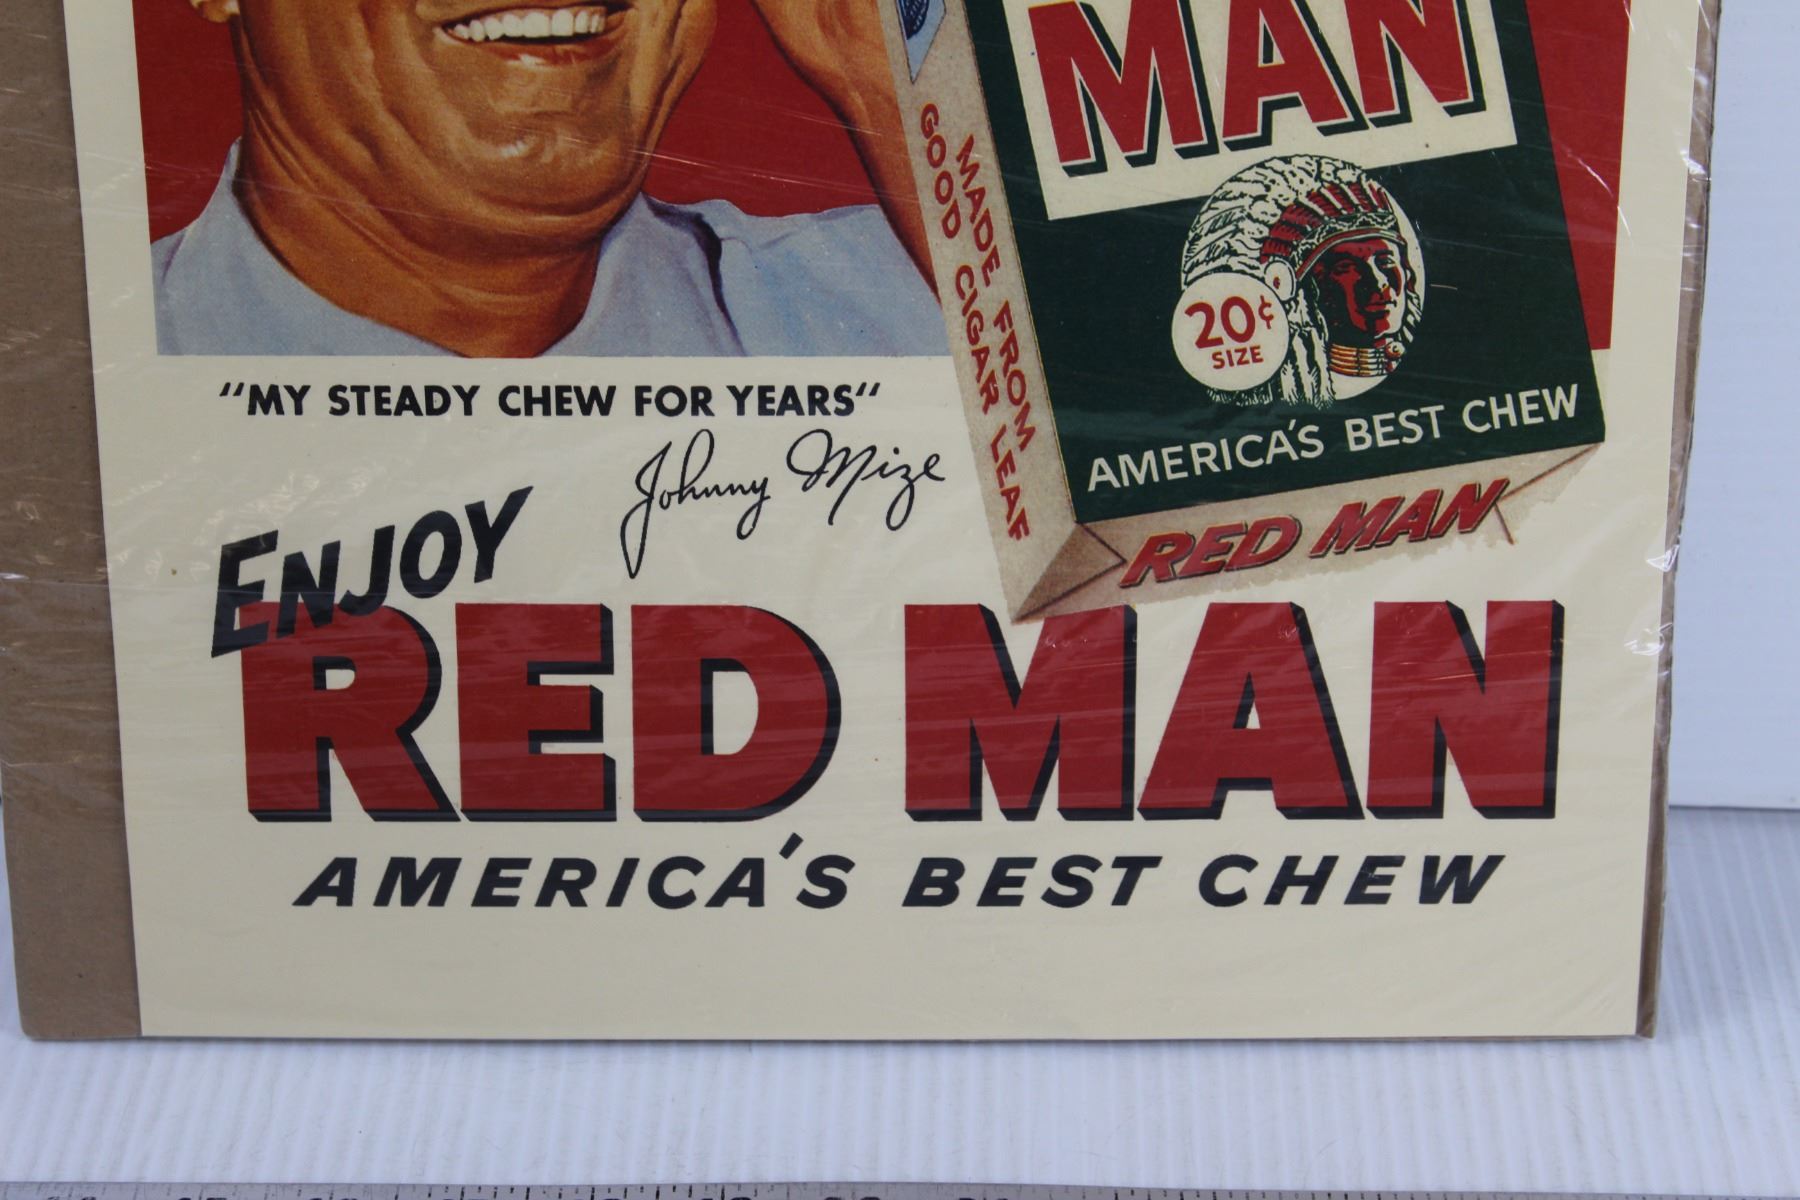 MAN
MADE FROM
GOOD CIGAR LEAF
20¢
SIZE
AMERICA'S BEST CHEW
RED MAN
"MY STEADY CHEW FOR YEARS"
Johnny Mize
ENJOY
RED MAN
AMERICA'S BEST CHEW